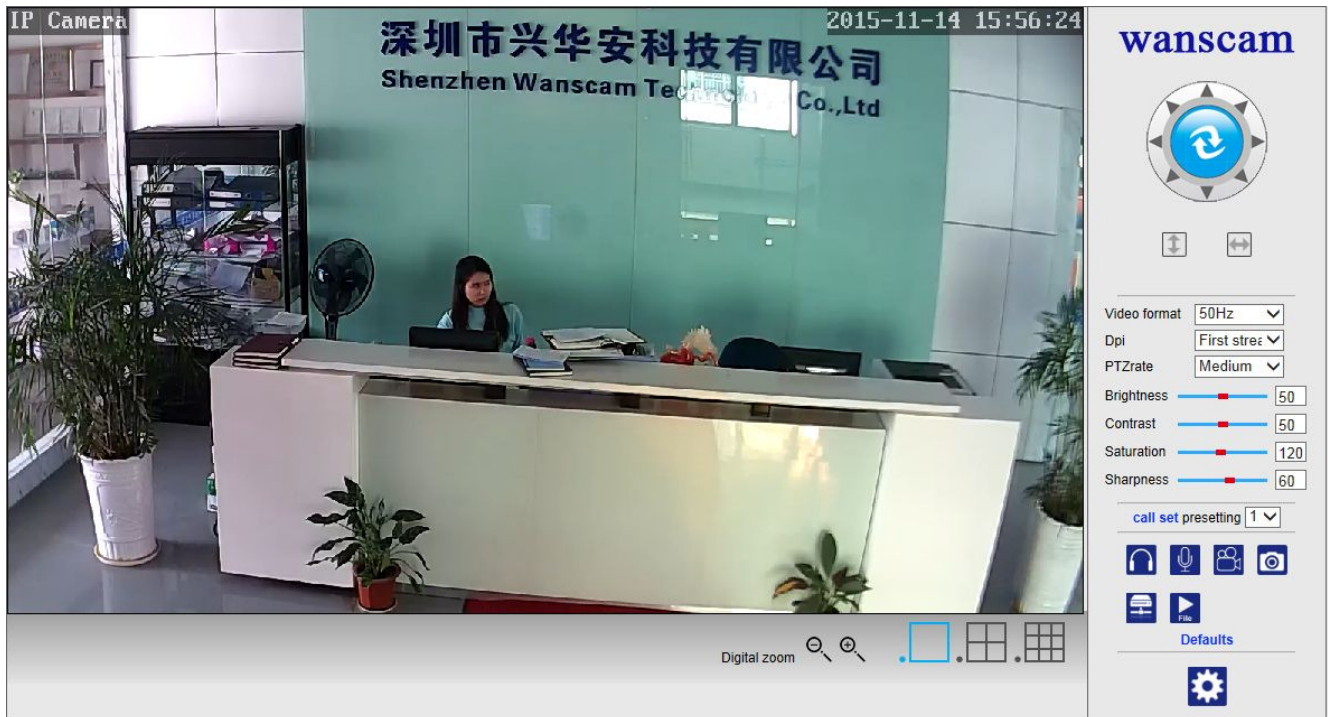 IP Camera
2015-11-14 15:56:24
深圳市兴华安科技有限公司
Shenzhen Wanscam Co.,Ltd
wanscam
Video format 50Hz
Dpi First strea
PTZrate Medium
Brightness 50
Contrast 50
Saturation 120
Sharpness 60
call set presetting 1
File
Defaults
Digital zoom